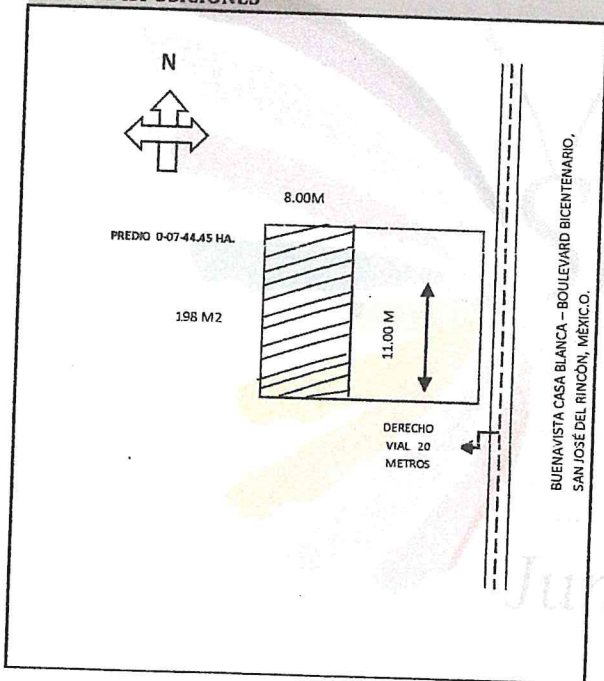 N
8.00M
PREDIO 0-07-44.45 HA.
198 M2
11.00 M
DERECHO
VIAL 20
METROS
BUENAVISTA CASA BLANCA – BOULEVARD BICENTENARIO,
SAN JOSÉ DEL RINCÓN, MÉXIC.O.